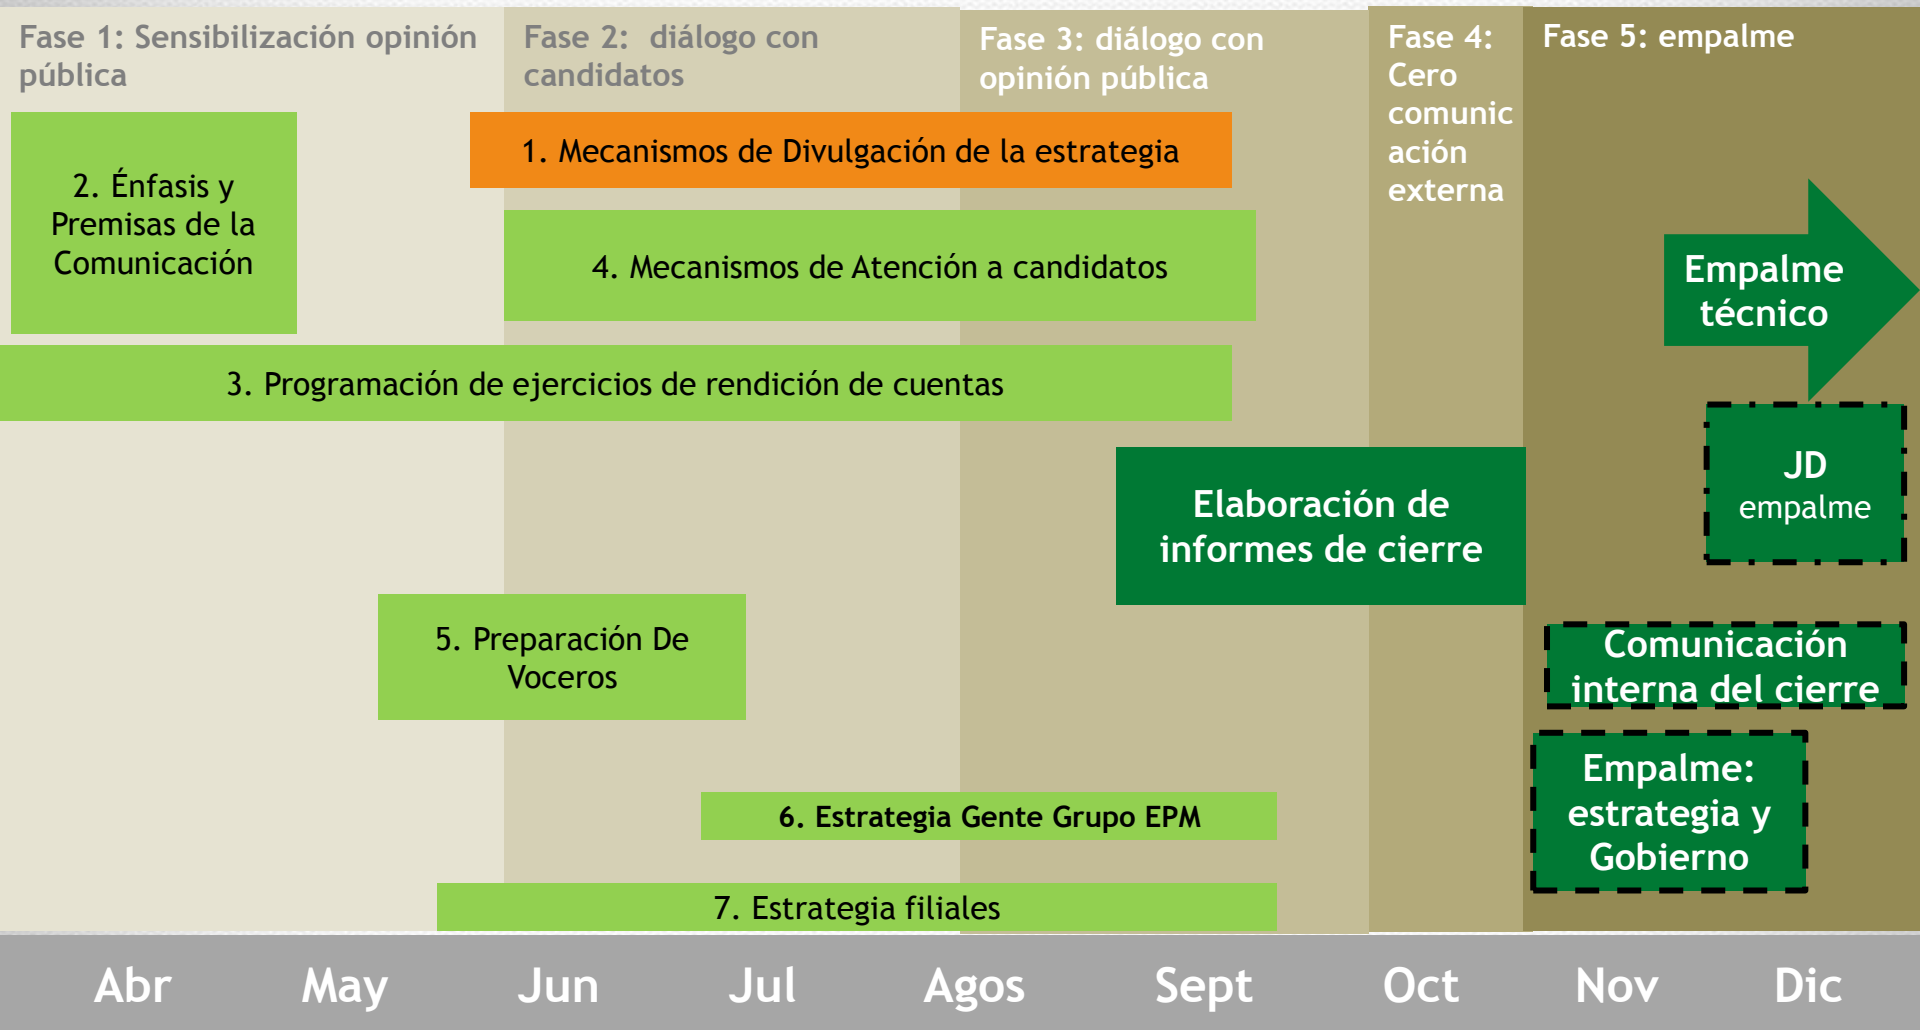 Fase 1: Sensibilización opinión
pública
Fase 2:  diálogo con
candidatos
Fase 3: diálogo con
opinión pública
Fase 4:
Cero
comunic
ación
externa
Fase 5: empalme
1. Mecanismos de Divulgación de la estrategia
2. Énfasis y
Premisas de la
Comunicación
4. Mecanismos de Atención a candidatos
Empalme
técnico
3. Programación de ejercicios de rendición de cuentas
JD
empalme
Elaboración de
informes de cierre
5. Preparación De
Voceros
Comunicación
interna del cierre
Empalme:
estrategia y
Gobierno
6. Estrategia Gente Grupo EPM
7. Estrategia filiales
Abr May Jun Jul Agos Sept Oct Nov Dic